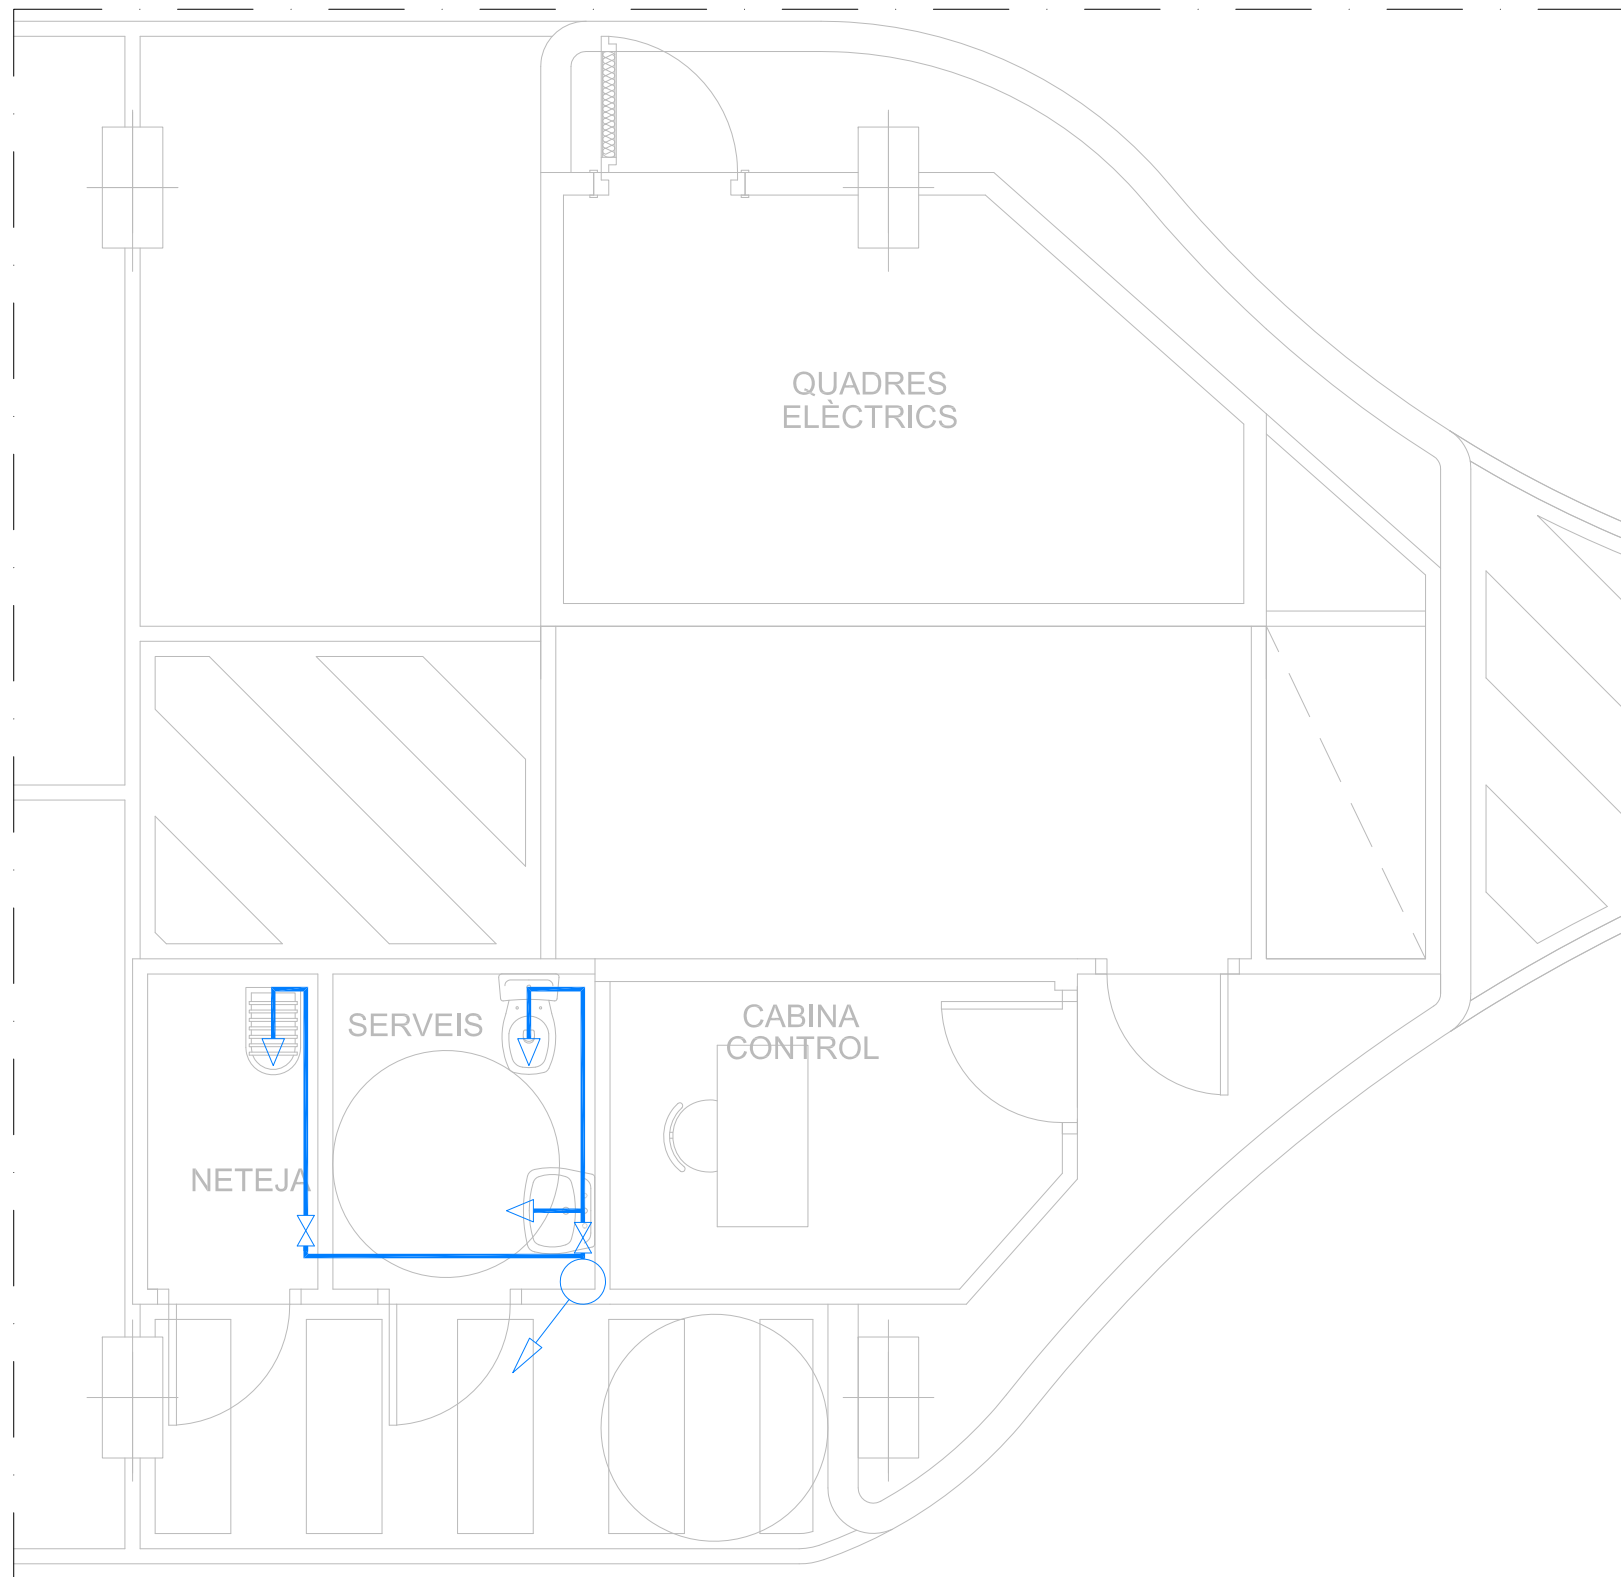 QUADRES
ELÈCTRICS
SERVEIS
CABINA
CONTROL
NETEJA